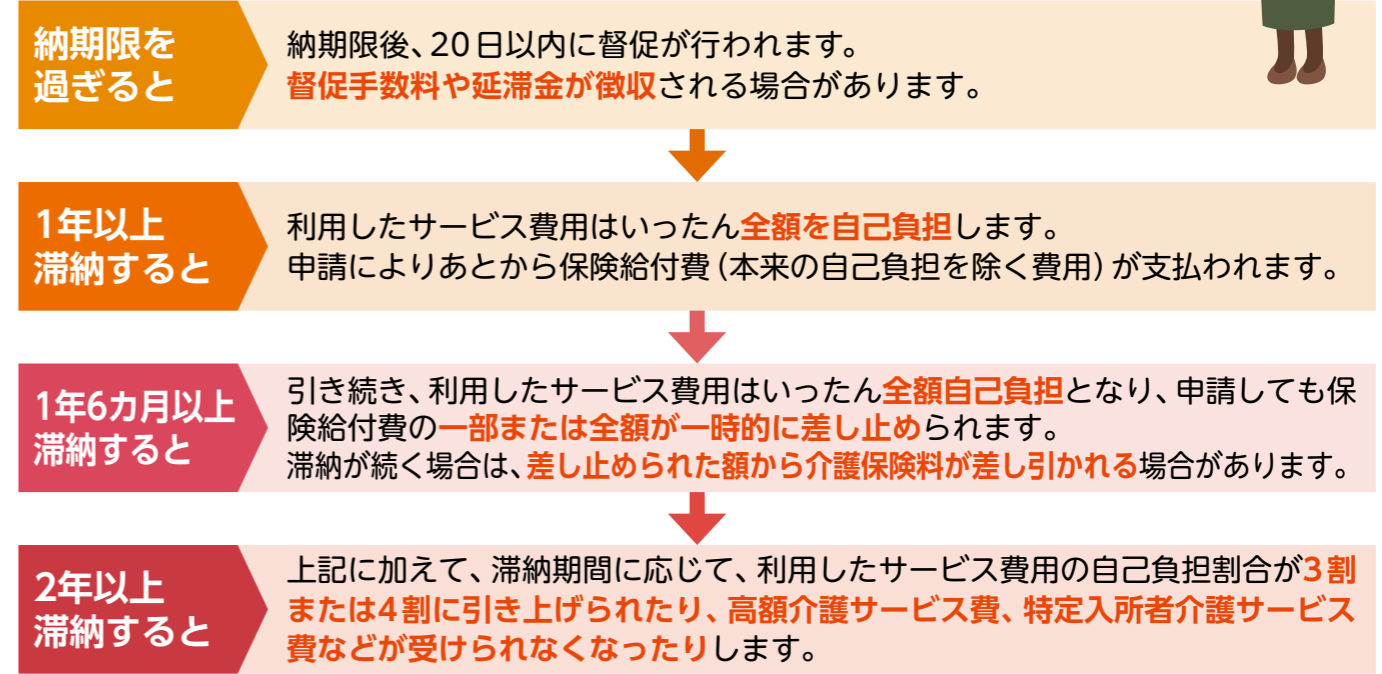 納期限を
過ぎると
納期限後、20日以内に督促が行われます。
督促手数料や延滞金が徴収される場合があります。
1年以上
滞納すると
利用したサービス費用はいったん全額を自己負担します。
申請によりあとから保険給付費（本来の自己負担を除く費用）が支払われます。
1年6カ月以上
滞納すると
引き続き、利用したサービス費用はいったん全額自己負担となり、申請しても保
険給付費の一部または全額が一時的に差し止められます。
滞納が続く場合は、差し止められた額から介護保険料が差し引かれる場合があります。
2年以上
滞納すると
上記に加えて、滞納期間に応じて、利用したサービス費用の自己負担割合が3割
または4割に引き上げられたり、高額介護サービス費、特定入所者介護サービス
費などが受けられなくなったりします。